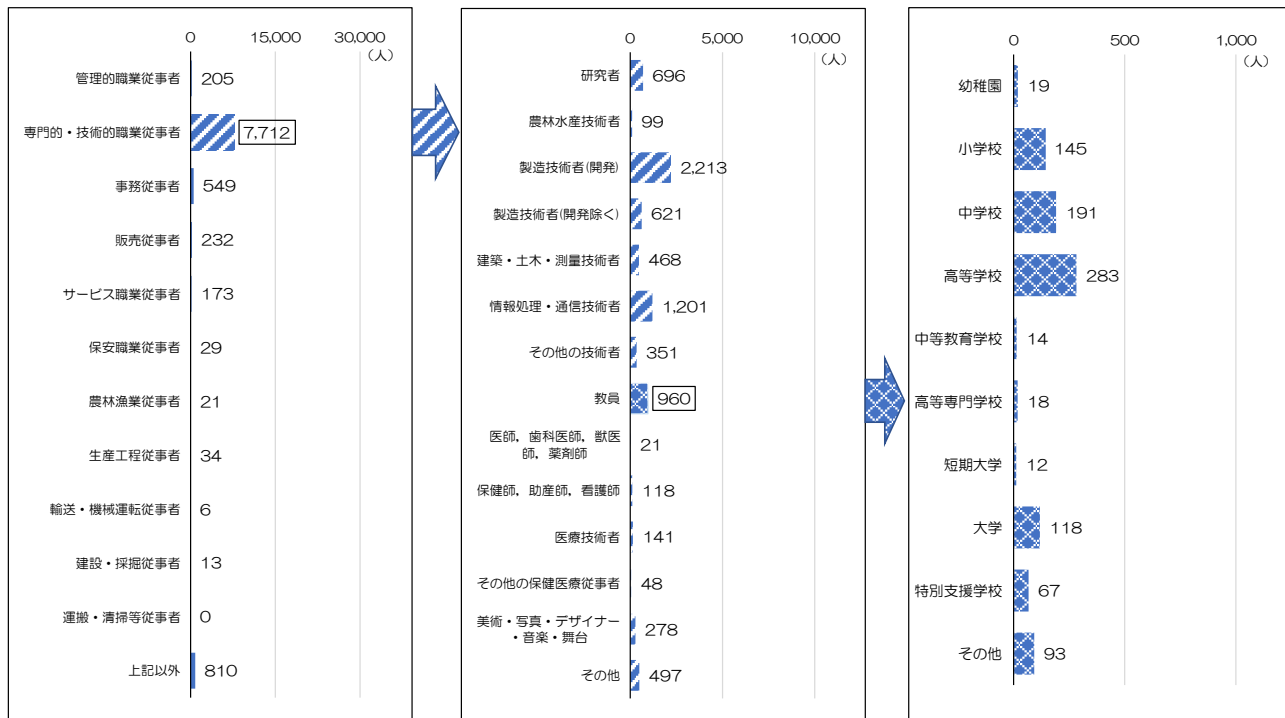 0 15,000 30,000
(人)
管理的職業従事者 205
専門的・技術的職業従事者 7,712
事務従事者 549
販売従事者 232
サービス職業従事者 173
保安職業従事者 29
農林漁業従事者 21
生産工程従事者 34
輸送・機械運転従事者 6
建設・採掘従事者 13
運搬・清掃等従事者 0
上記以外 810
0 5,000 10,000
(人)
研究者 696
農林水産技術者 99
製造技術者(開発) 2,213
製造技術者(開発除く) 621
建築・土木・測量技術者 468
情報処理・通信技術者 1,201
その他の技術者 351
教員 960
医師，歯科医師，獣医
師，薬剤師 21
保健師，助産師，看護師 118
医療技術者 141
その他の保健医療従事者 48
美術・写真・デザイナー
・音楽・舞台 278
その他 497
0 500 1,000
(人)
幼稚園 19
小学校 145
中学校 191
高等学校 283
中等教育学校 14
高等専門学校 18
短期大学 12
大学 118
特別支援学校 67
その他 93